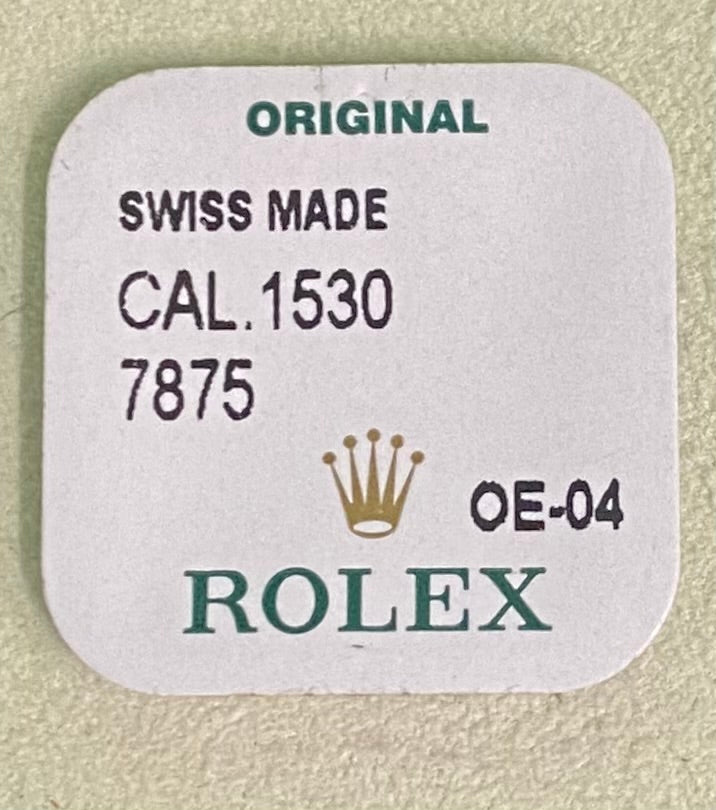 ORIGINAL
SWISS MADE
CAL.1530
7875
OE-04
ROLEX